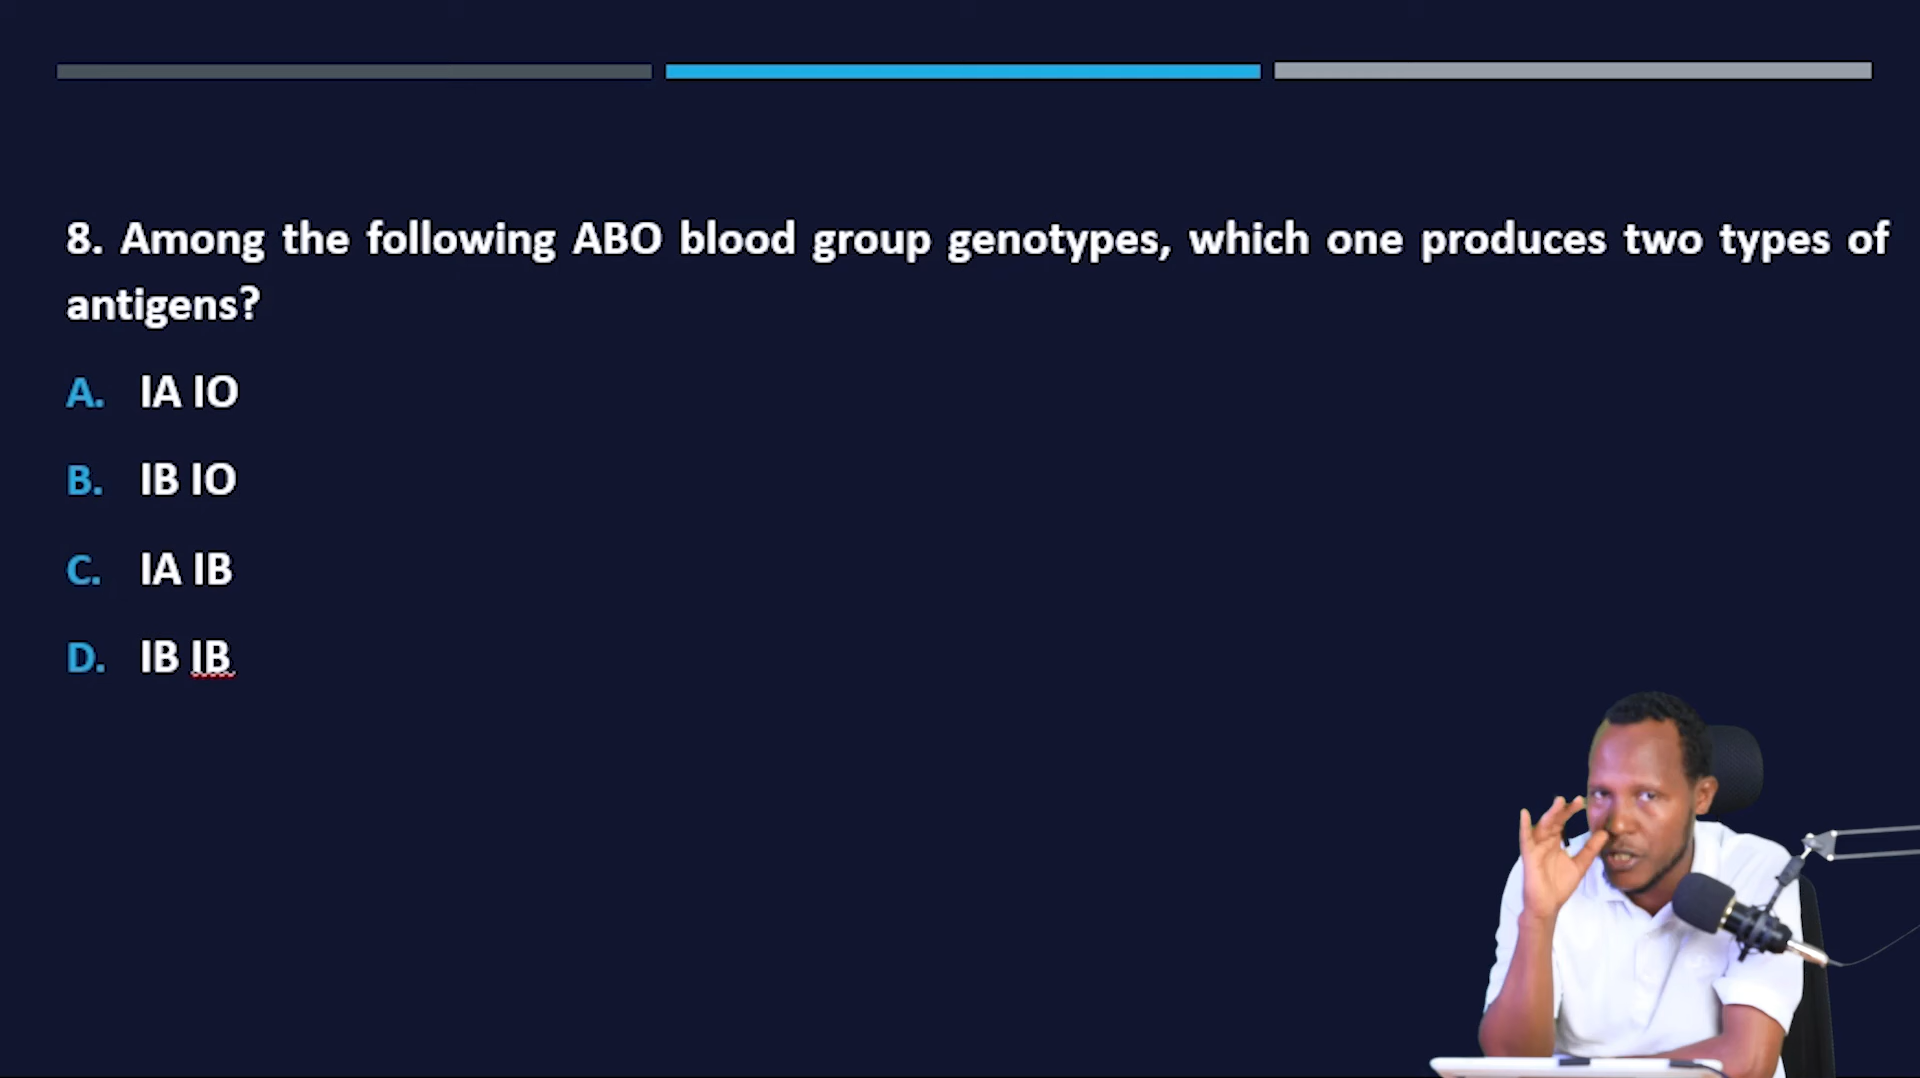 8. Among the following ABO blood group genotypes, which one produces two types of
antigens?
A. IA IO
B. IB IO
C. IA IB
D. IB IB